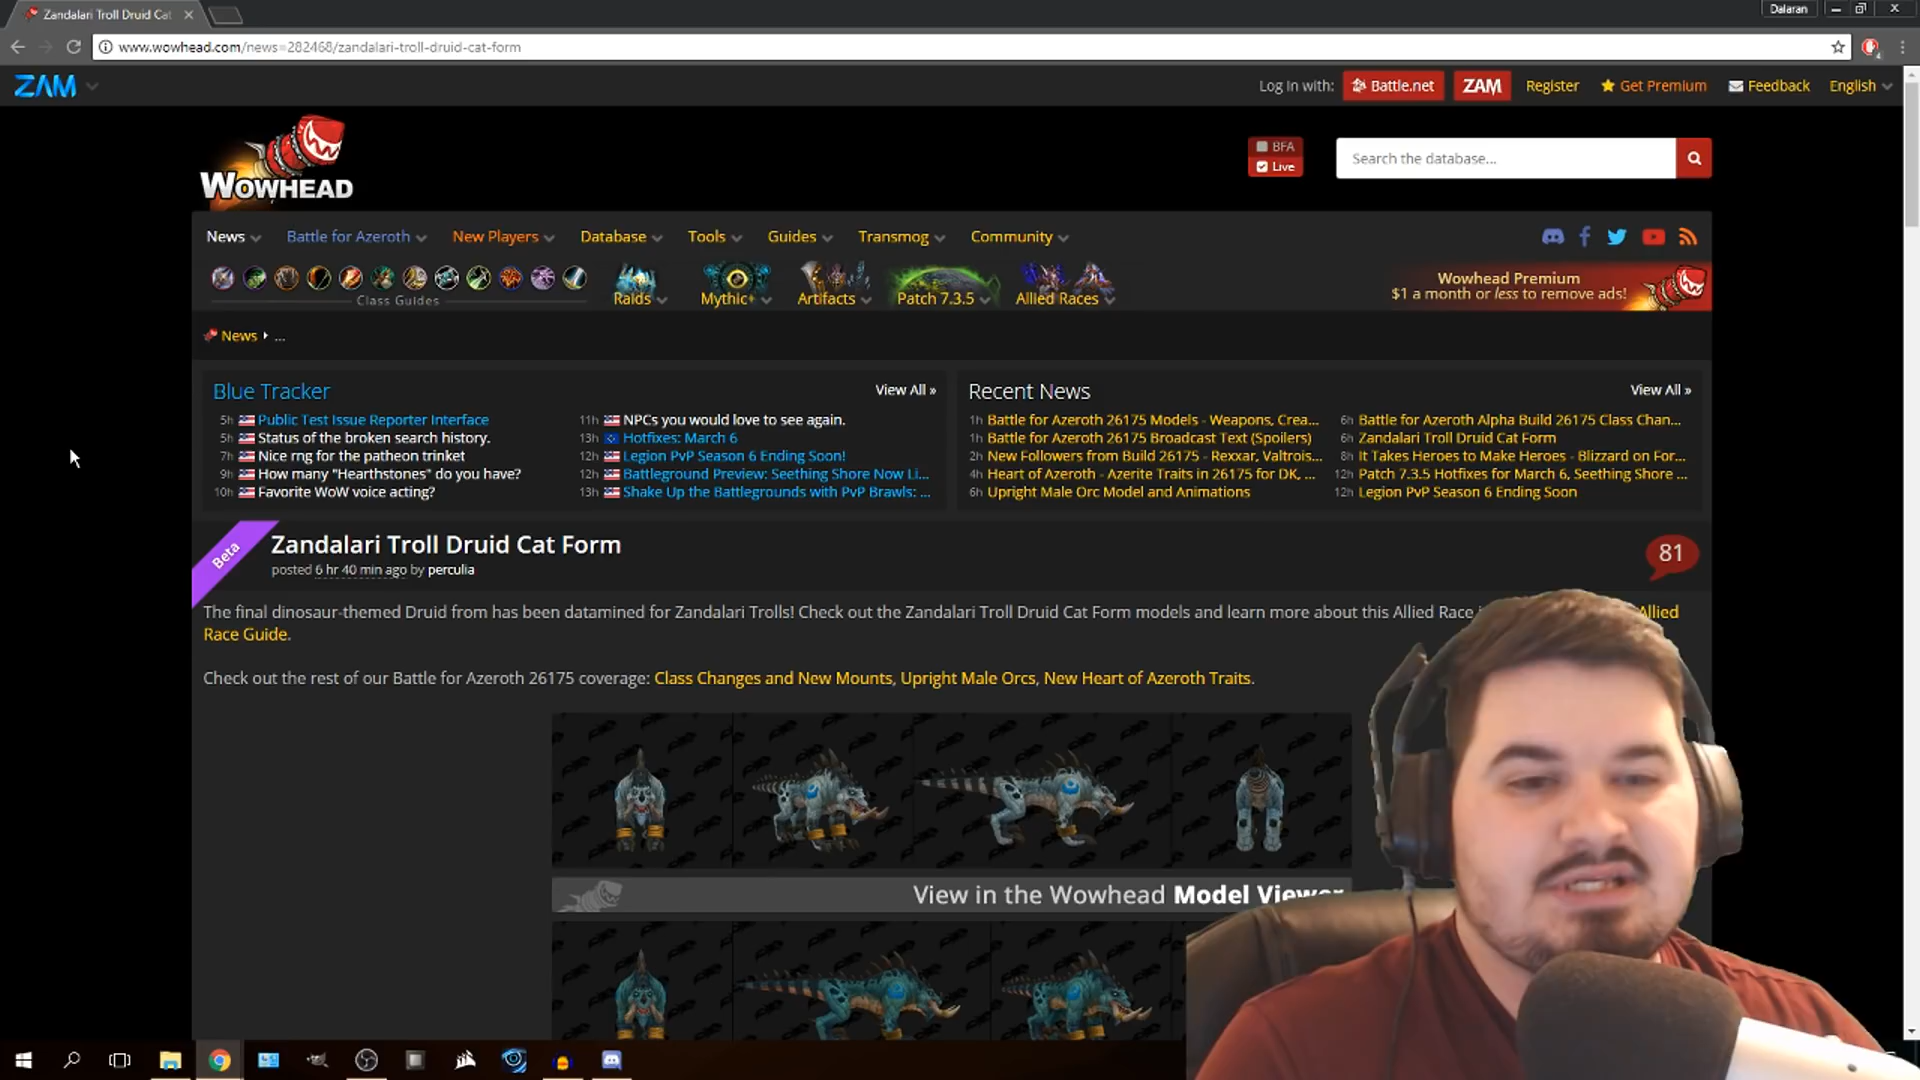 Zandalari Troll Druid Cat
Dalaran
www.wowhead.com/news=282468/zandalari-troll-druid-cat-form
4
ZAM
Log in with: Battle.net ZAM Register Get Premium Feedback English
WOWHEAD
BFA
Live
Search the database...
News Battle for Azeroth New Players Database Tools Guides Transmog Community
Class Guides
Raids Mythic+ Artifacts Patch 7.3.5 Allied Races
Wowhead Premium
$1 a month or less to remove ads!
News ...
Blue Tracker View All »
5h Public Test Issue Reporter Interface
5h Status of the broken search history.
7h Nice rng for the patheon trinket
9h How many "Hearthstones" do you have?
10h Favorite WoW voice acting?
11h NPCs you would love to see again.
13h Hotfixes: March 6
12h Legion PvP Season 6 Ending Soon!
12h Battleground Preview: Seething Shore Now Li...
13h Shake Up the Battlegrounds with PvP Brawls: ...
Recent News View All »
1h Battle for Azeroth 26175 Models - Weapons, Crea...
1h Battle for Azeroth 26175 Broadcast Text (Spoilers)
2h New Followers from Build 26175 - Rexxar, Valtrois...
4h Heart of Azeroth - Azerite Traits in 26175 for DK, ...
6h Upright Male Orc Model and Animations
6h Battle for Azeroth Alpha Build 26175 Class Chan...
6h Zandalari Troll Druid Cat Form
8h It Takes Heroes to Make Heroes - Blizzard on For...
12h Patch 7.3.5 Hotfixes for March 6, Seething Shore ...
12h Legion PvP Season 6 Ending Soon
Beta
Zandalari Troll Druid Cat Form
posted 6 hr 40 min ago by perculia
81
The final dinosaur-themed Druid from has been datamined for Zandalari Trolls! Check out the Zandalari Troll Druid Cat Form models and learn more about this Allied Race Allied
Race Guide.
Check out the rest of our Battle for Azeroth 26175 coverage: Class Changes and New Mounts, Upright Male Orcs, New Heart of Azeroth Traits.
View in the Wowhead Model Viewer